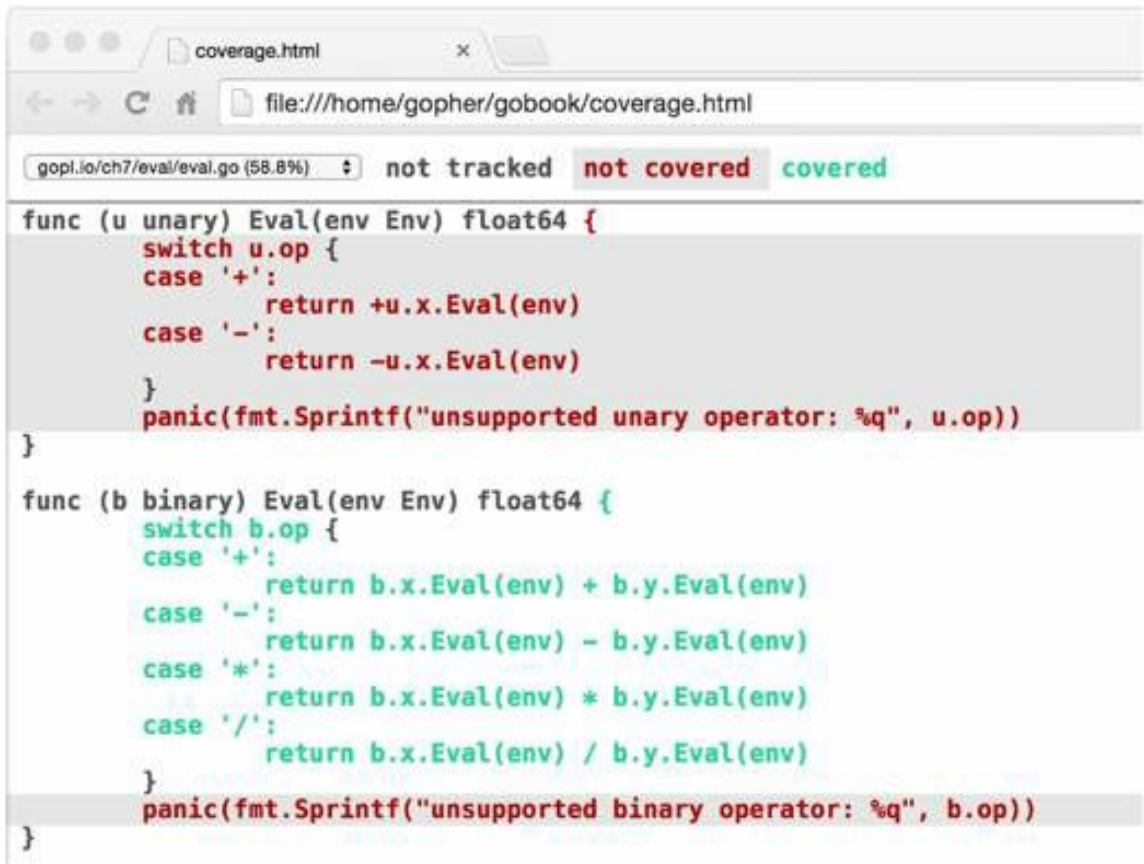 coverage.html
file:///home/gopher/gobook/coverage.html
gopl.io/ch7/eval/eval.go (58.8%) not tracked not covered covered
func (u unary) Eval(env Env) float64 {
        switch u.op {
        case '+':
                return +u.x.Eval(env)
        case '-':
                return -u.x.Eval(env)
        }
        panic(fmt.Sprintf("unsupported unary operator: %q", u.op))
}
func (b binary) Eval(env Env) float64 {
        switch b.op {
        case '+':
                return b.x.Eval(env) + b.y.Eval(env)
        case '-':
                return b.x.Eval(env) - b.y.Eval(env)
        case '*':
                return b.x.Eval(env) * b.y.Eval(env)
        case '/':
                return b.x.Eval(env) / b.y.Eval(env)
        }
        panic(fmt.Sprintf("unsupported binary operator: %q", b.op))
}